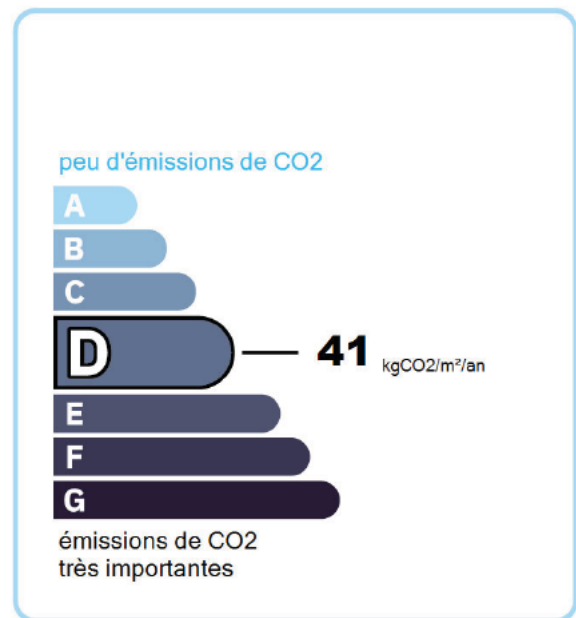 peu d'émissions de CO2
A
B
C
D 41 kgCO2/m²/an
E
F
G
émissions de CO2
très importantes